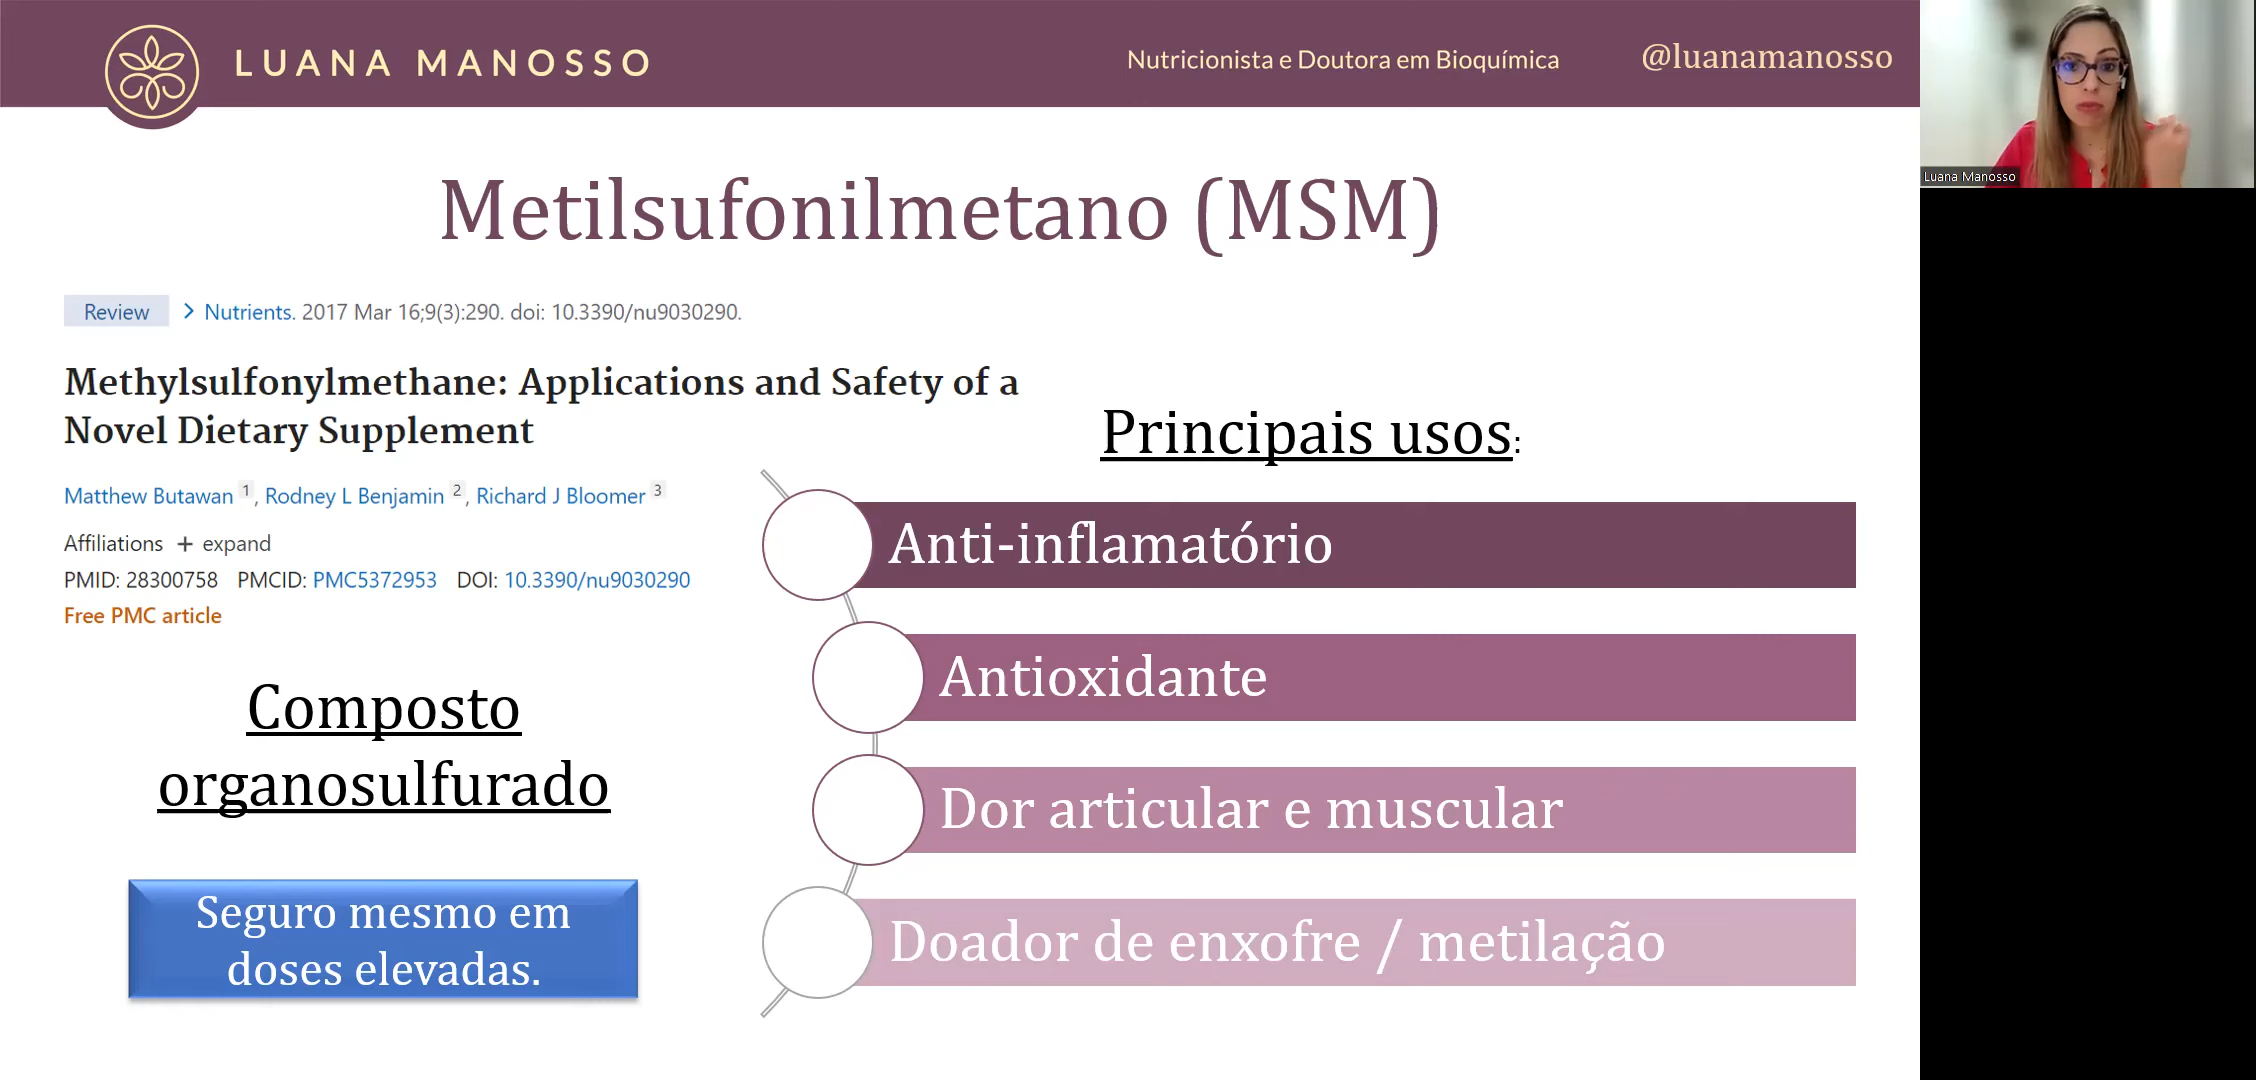 LUANA MANOSSO
Nutricionista e Doutora em Bioquímica
@luanamanosso
Luana Manosso
Metilsufonilmetano (MSM)
Review > Nutrients. 2017 Mar 16;9(3):290. doi: 10.3390/nu9030290.
Methylsulfonylmethane: Applications and Safety of a
Novel Dietary Supplement
Matthew Butawan 1, Rodney L Benjamin 2, Richard J Bloomer 3
Affiliations + expand
PMID: 28300758 PMCID: PMC5372953 DOI: 10.3390/nu9030290
Free PMC article
Composto
organosulfurado
Seguro mesmo em
doses elevadas.
Principais usos:
Anti-inflamatório
Antioxidante
Dor articular e muscular
Doador de enxofre / metilação